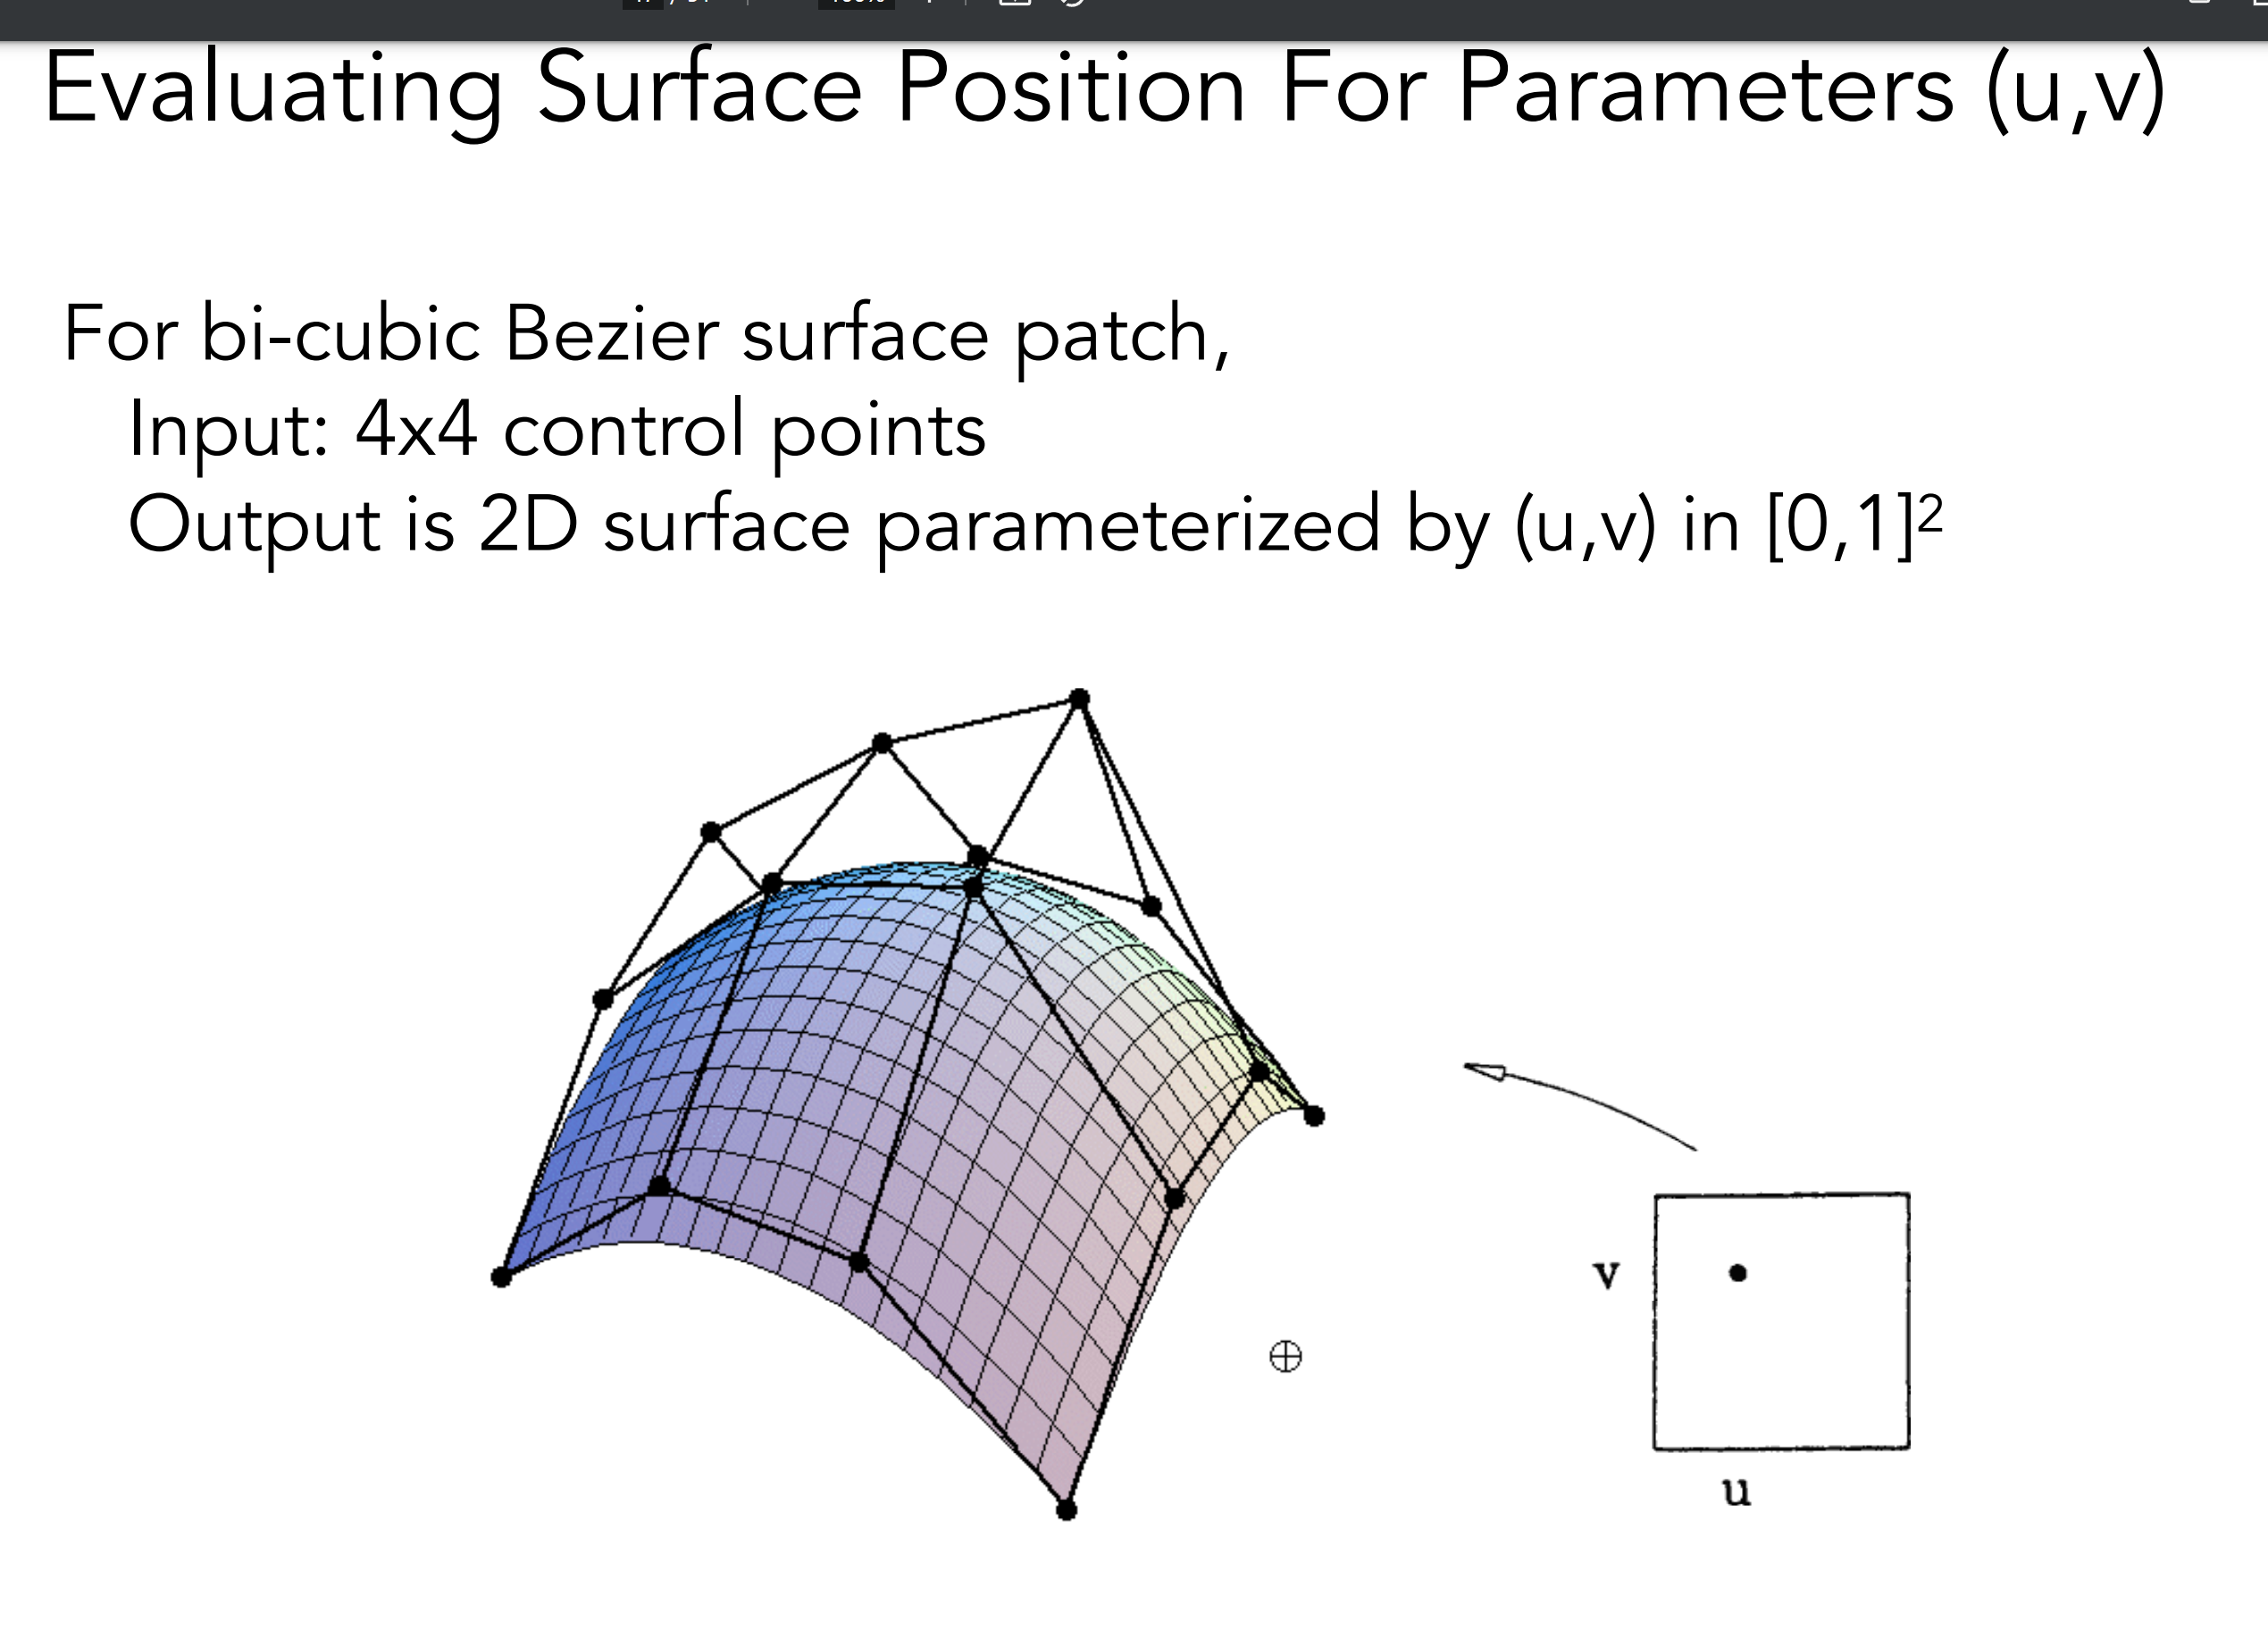 Evaluating Surface Position For Parameters (u,v)
For bi-cubic Bezier surface patch,
Input: 4x4 control points
Output is 2D surface parameterized by (u,v) in [0,1]²
v
u